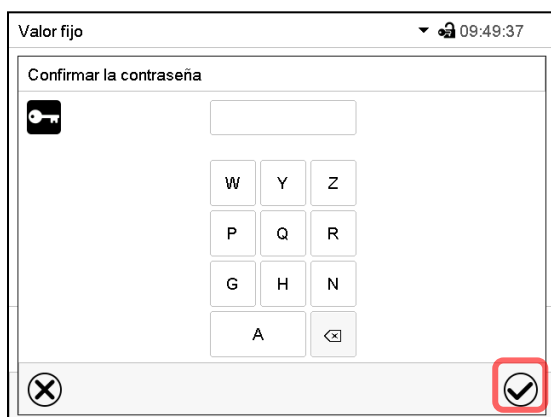 Valor fijo 09:49:37
Confirmar la contraseña
W Y Z
P Q R
G H N
A